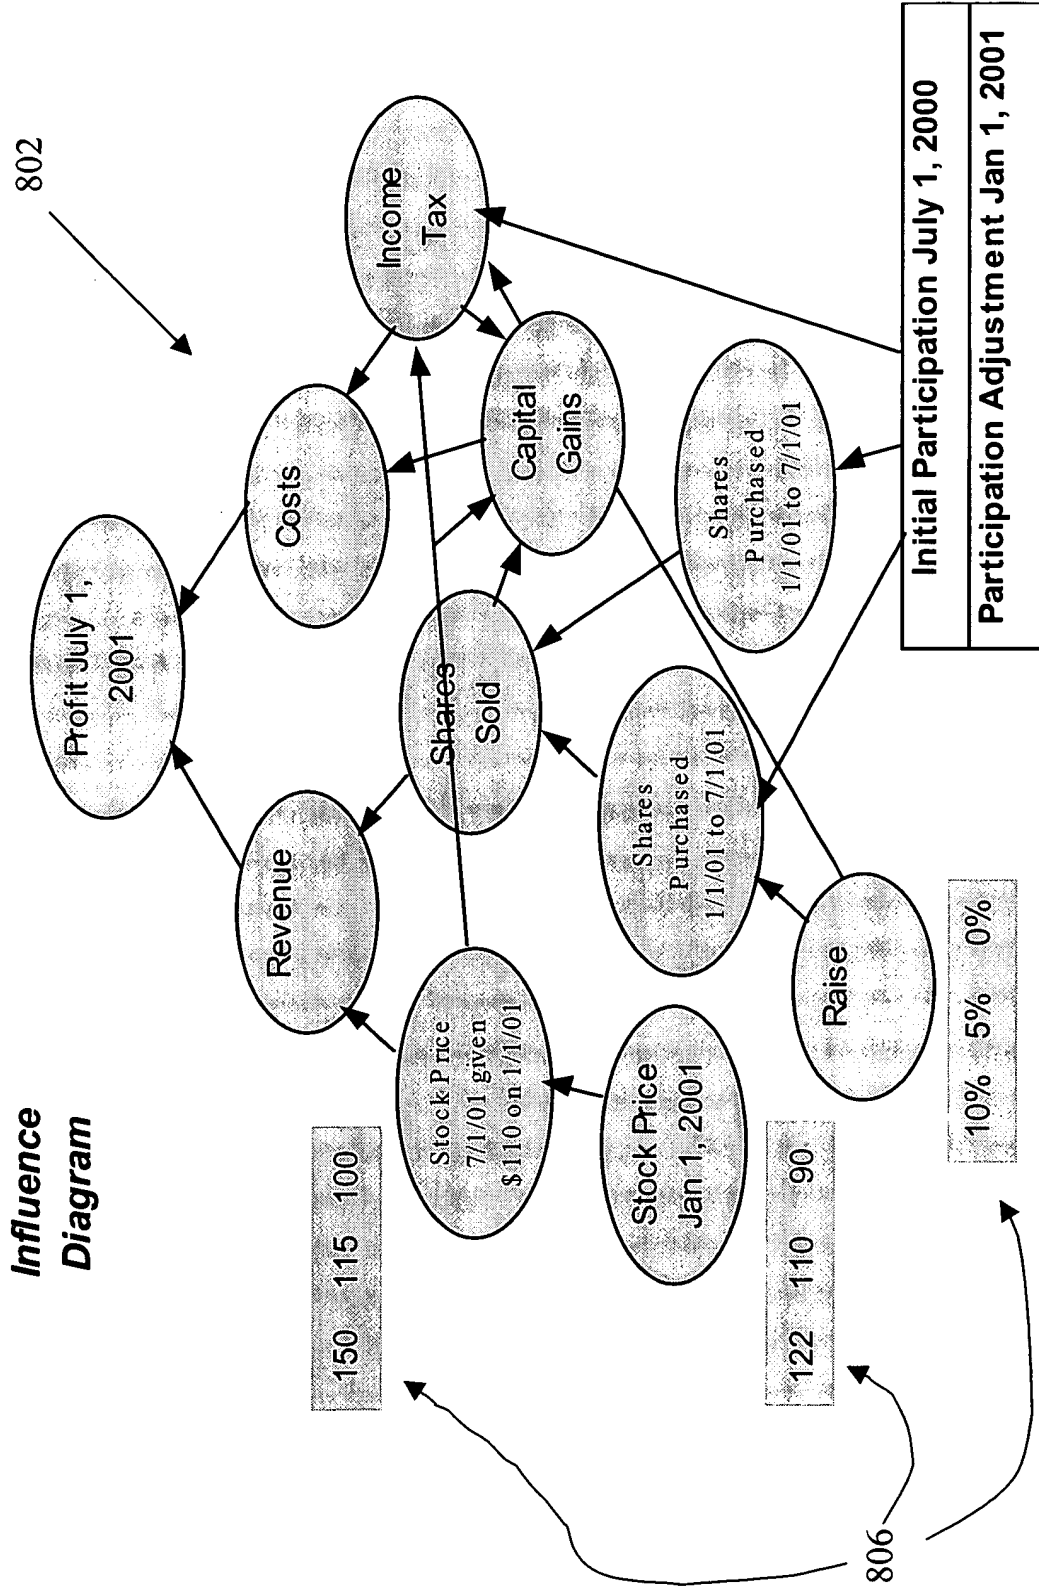 Influence
Diagram
802
Profit July 1,
2001
Revenue
Costs
150 115 100
Stock Price
7/1/01 given
$110 on 1/1/01
Shares
Sold
Income
Tax
Capital
Gains
Stock Price
Jan 1, 2001
Shares
Purchased
1/1/01 to 7/1/01
Shares
Purchased
1/1/01 to 7/1/01
122 110 90
Raise
10% 5% 0%
806
Initial Participation July 1, 2000
Participation Adjustment Jan 1, 2001